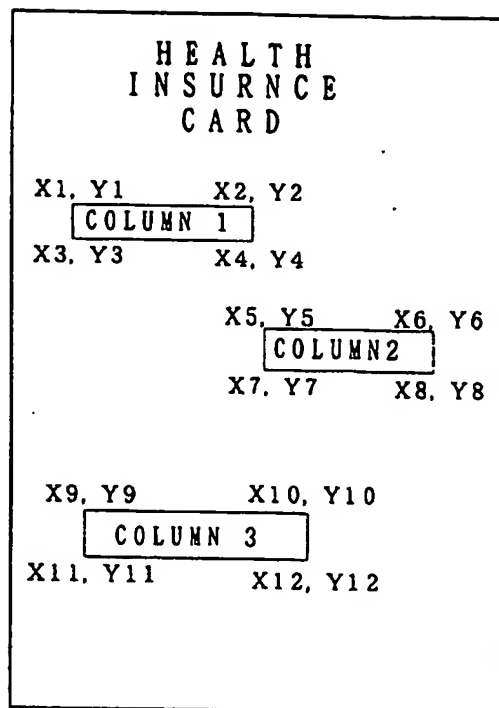 HEALTH
INSURNCE
CARD
X1, Y1 X2, Y2
COLUMN 1
X3, Y3 X4, Y4
X5, Y5 X6, Y6
COLUMN2
X7, Y7 X8, Y8
X9, Y9 X10, Y10
COLUMN 3
X11, Y11 X12, Y12